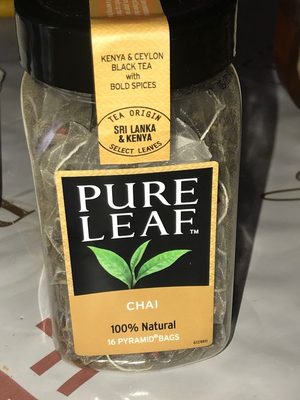 KENYA & CEYLON
BLACK TEA
with
BOLD SPICES
TEA ORIGIN
SRI LANKA
& KENYA
SELECT LEAVES
PURE
LEAF™
CHAI
100% Natural
16 PYRAMID® BAGS